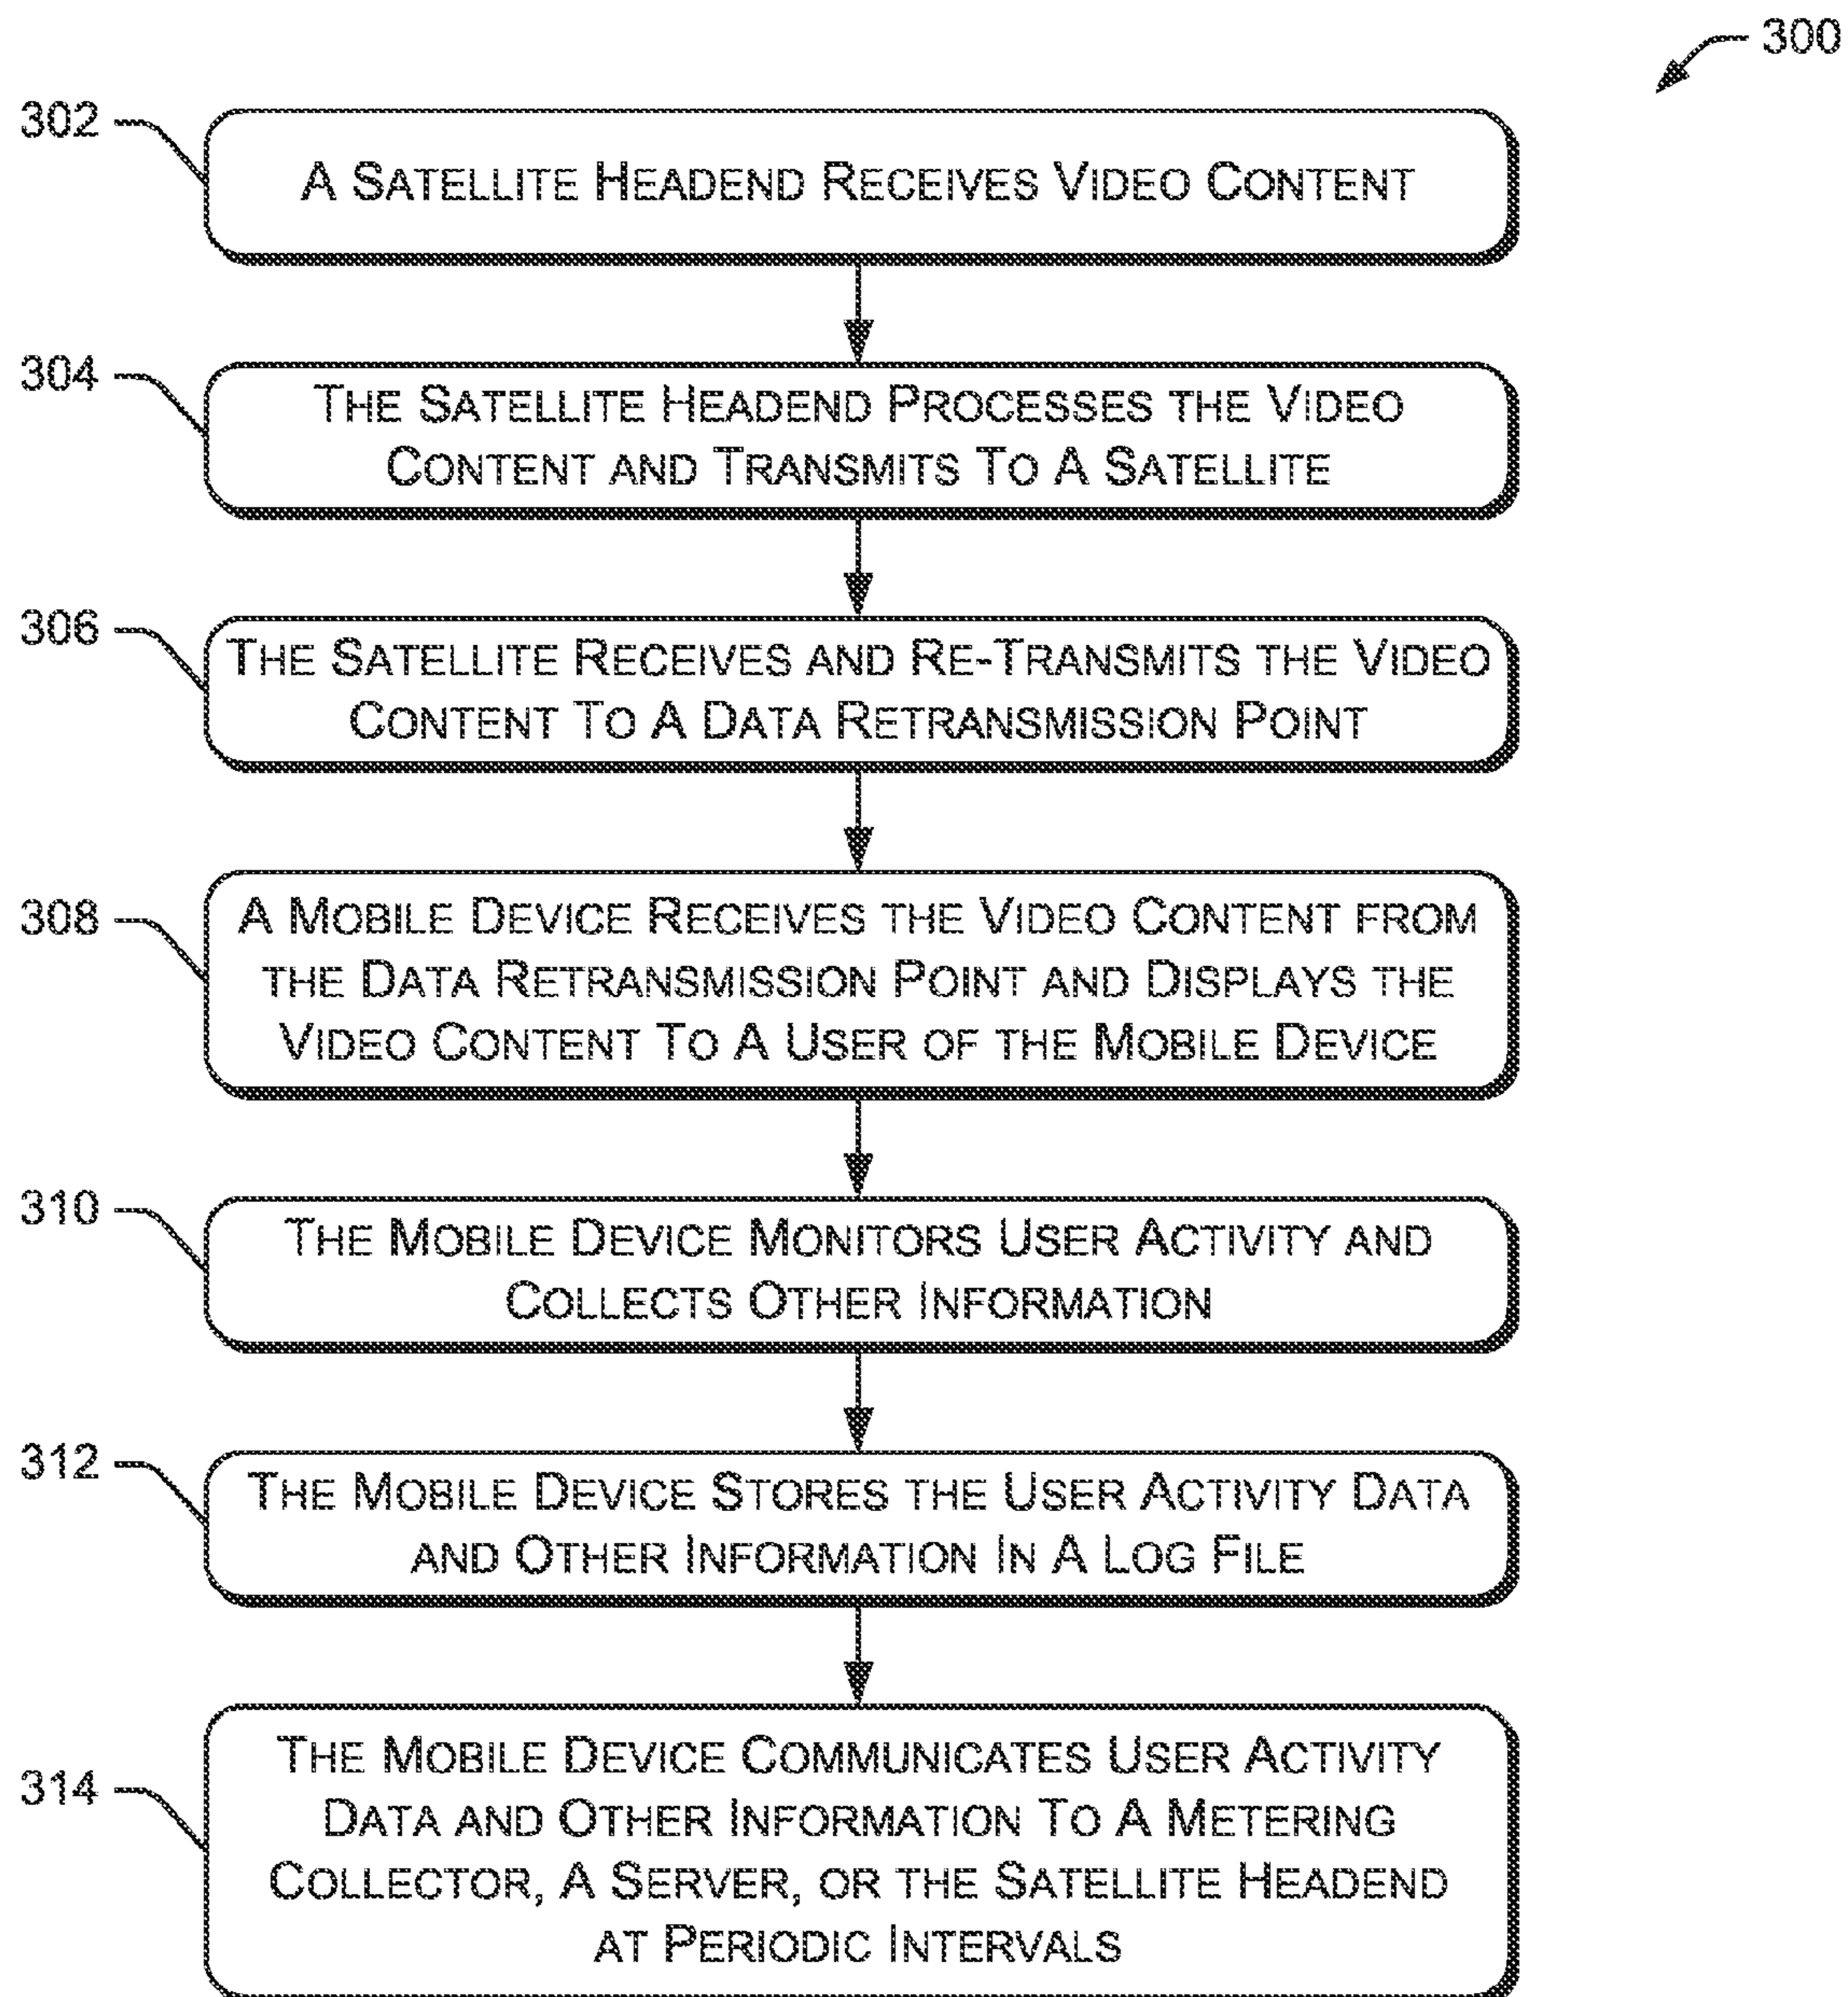 300
302
A SATELLITE HEADEND RECEIVES VIDEO CONTENT
304
THE SATELLITE HEADEND PROCESSES THE VIDEO
CONTENT AND TRANSMITS TO A SATELLITE
306
THE SATELLITE RECEIVES AND RE-TRANSMITS THE VIDEO
CONTENT TO A DATA RETRANSMISSION POINT
308
A MOBILE DEVICE RECEIVES THE VIDEO CONTENT FROM
THE DATA RETRANSMISSION POINT AND DISPLAYS THE
VIDEO CONTENT TO A USER OF THE MOBILE DEVICE
310
THE MOBILE DEVICE MONITORS USER ACTIVITY AND
COLLECTS OTHER INFORMATION
312
THE MOBILE DEVICE STORES THE USER ACTIVITY DATA
AND OTHER INFORMATION IN A LOG FILE
314
THE MOBILE DEVICE COMMUNICATES USER ACTIVITY
DATA AND OTHER INFORMATION TO A METERING
COLLECTOR, A SERVER, OR THE SATELLITE HEADEND
AT PERIODIC INTERVALS